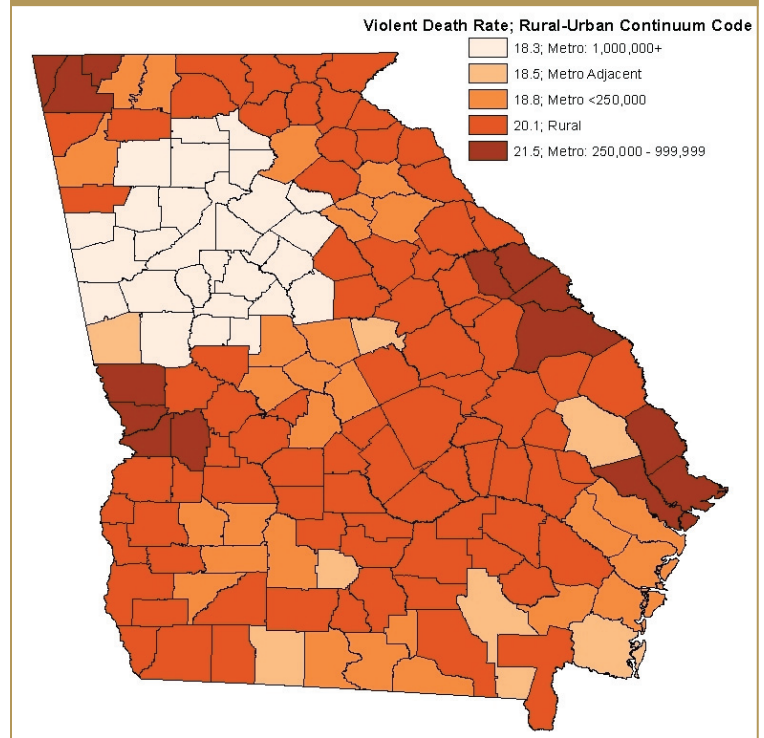 Violent Death Rate; Rural-Urban Continuum Code
18.3; Metro: 1,000,000+
18.5; Metro Adjacent
18.8; Metro <250,000
20.1; Rural
21.5; Metro: 250,000 - 999,999